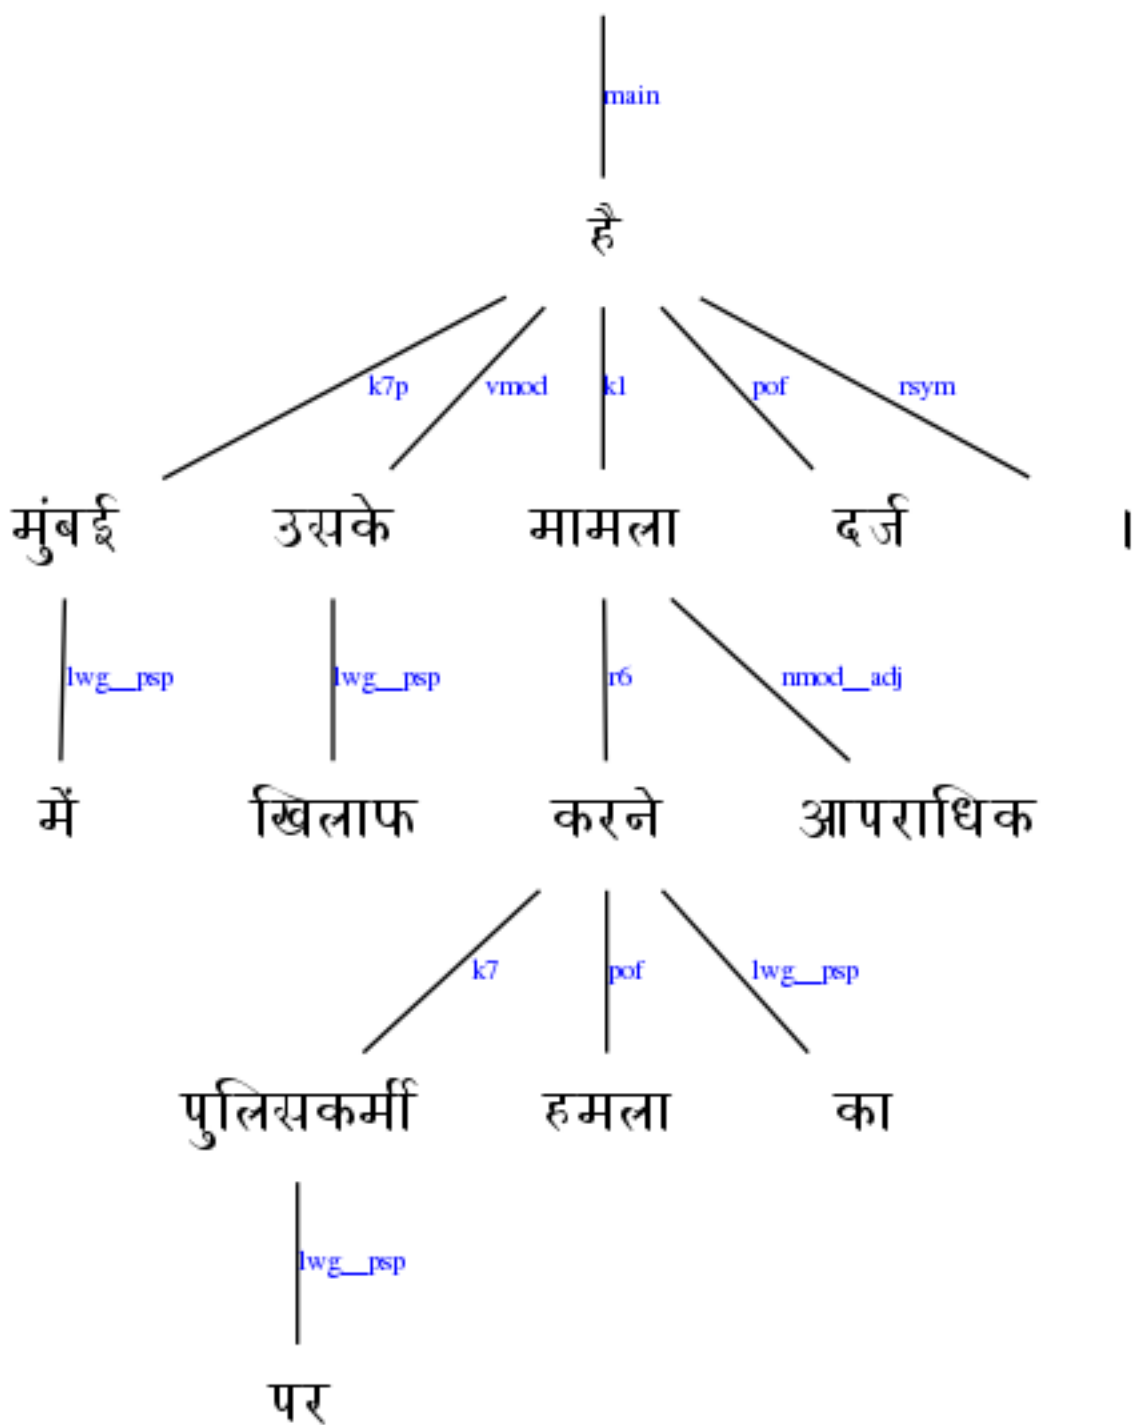 main
है
k7p vmod k1 pof rsym
मुंबई उसके मामला दर्ज ।
lwg__psp lwg__psp r6 nmod__adj
में खिलाफ करने आपराधिक
k7 pof lwg__psp
पुलिसकर्मी हमला का
lwg__psp
पर